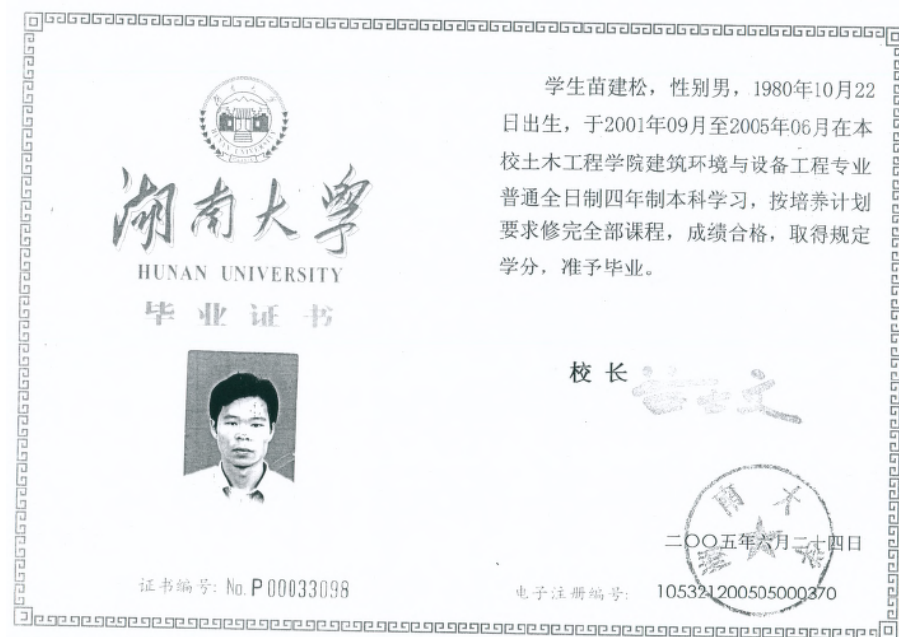 湖南大學
HUNAN UNIVERSITY
HUNAN UNIVERSITY
毕业证书
证书编号: No. P 00033098
学生苗建松，性别男，1980年10月22
日出生，于2001年09月至2005年06月在本
校土木工程学院建筑环境与设备工程专业
普通全日制四年制本科学习，按培养计划
要求修完全部课程，成绩合格，取得规定
学分，准予毕业。
校长
二〇〇五年六月二十四日
电子注册编号: 105321200505000370